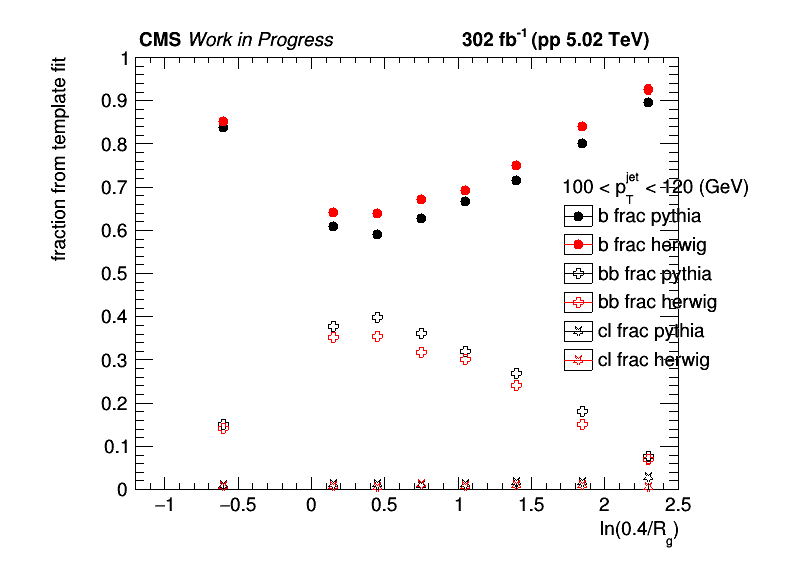 CMS Work in Progress 302 fb-1 (pp 5.02 TeV)
fraction from template fit
1
0.9
0.8
0.7
0.6
0.5
0.4
0.3
0.2
0.1
0
100 < pTjet < 120 (GeV)
b frac pythia
b frac herwig
bb frac pythia
bb frac herwig
cl frac pythia
cl frac herwig
−1 −0.5 0 0.5 1 1.5 2 2.5
ln(0.4/Rg)